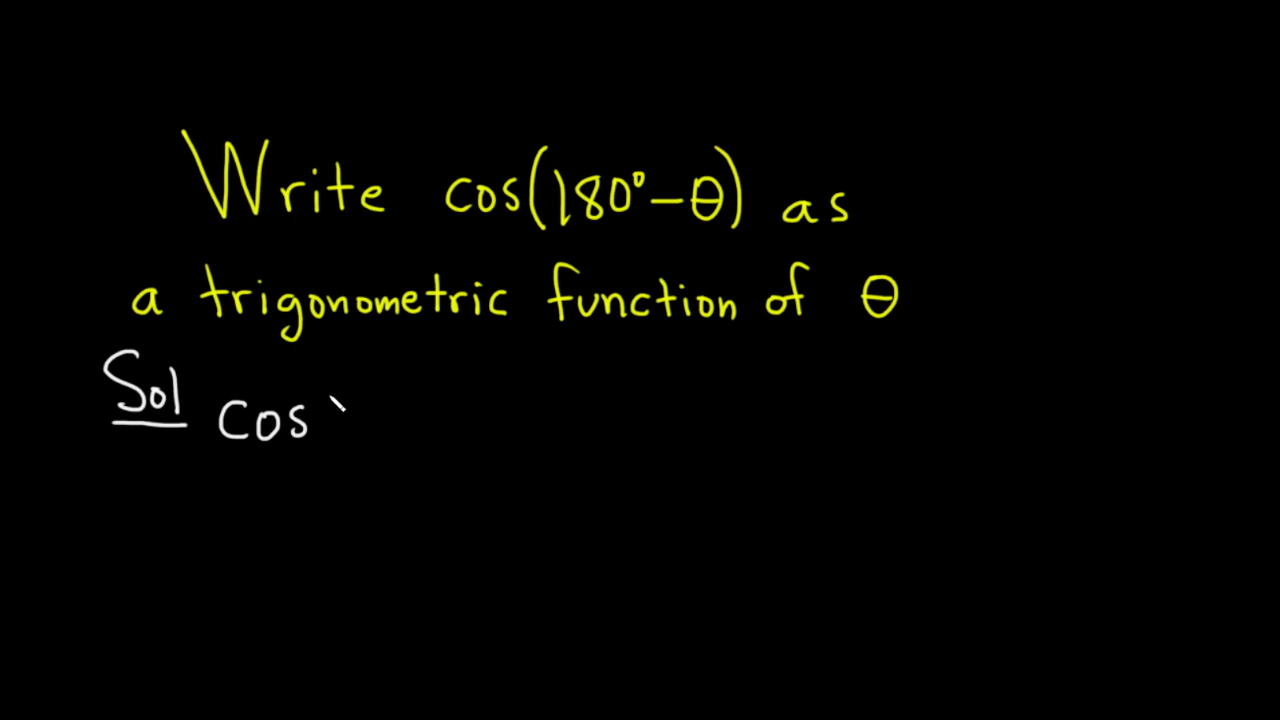 Write cos(180°-θ) as
a trigonometric function of θ
Sol cos